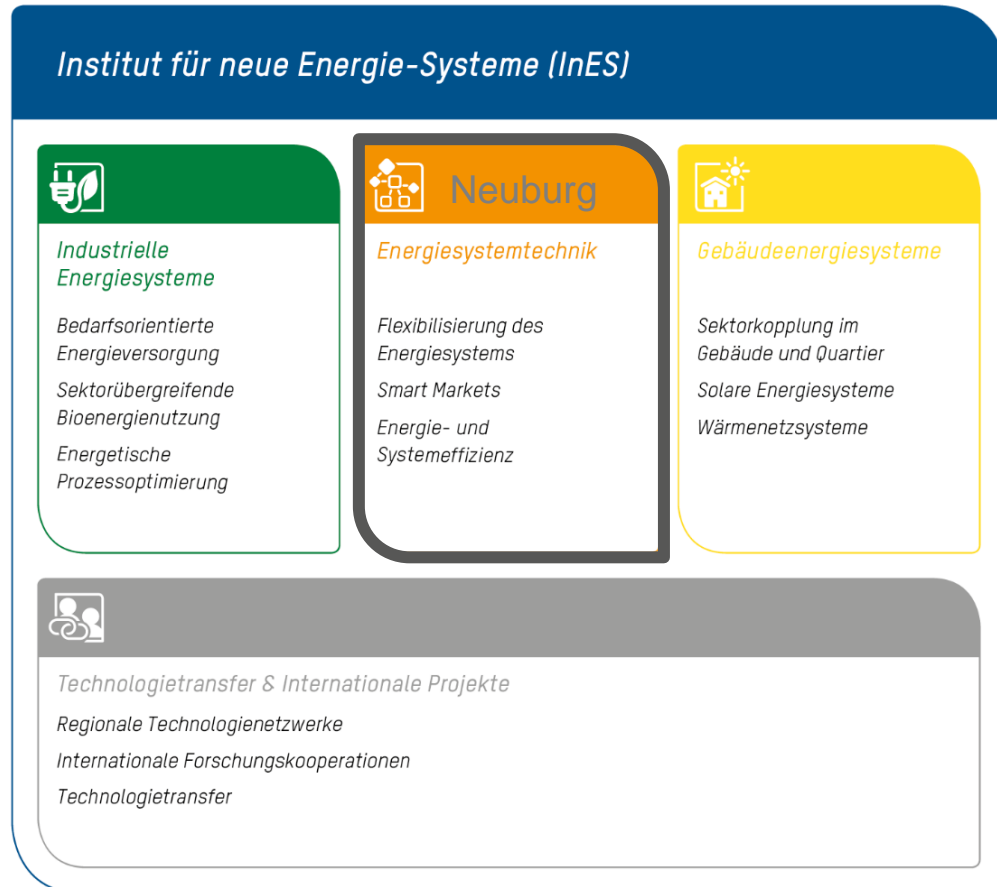 Institut für neue Energie-Systeme (InES)
Industrielle
Energiesysteme
Bedarfsorientierte
Energieversorgung
Sektorübergreifende
Bioenergienutzung
Energetische
Prozessoptimierung
Neuburg
Energiesystemtechnik
Flexibilisierung des
Energiesystems
Smart Markets
Energie- und
Systemeffizienz
Gebäudeenergiesysteme
Sektorkopplung im
Gebäude und Quartier
Solare Energiesysteme
Wärmenetzsysteme
Technologietransfer & Internationale Projekte
Regionale Technologienetzwerke
Internationale Forschungskooperationen
Technologietransfer